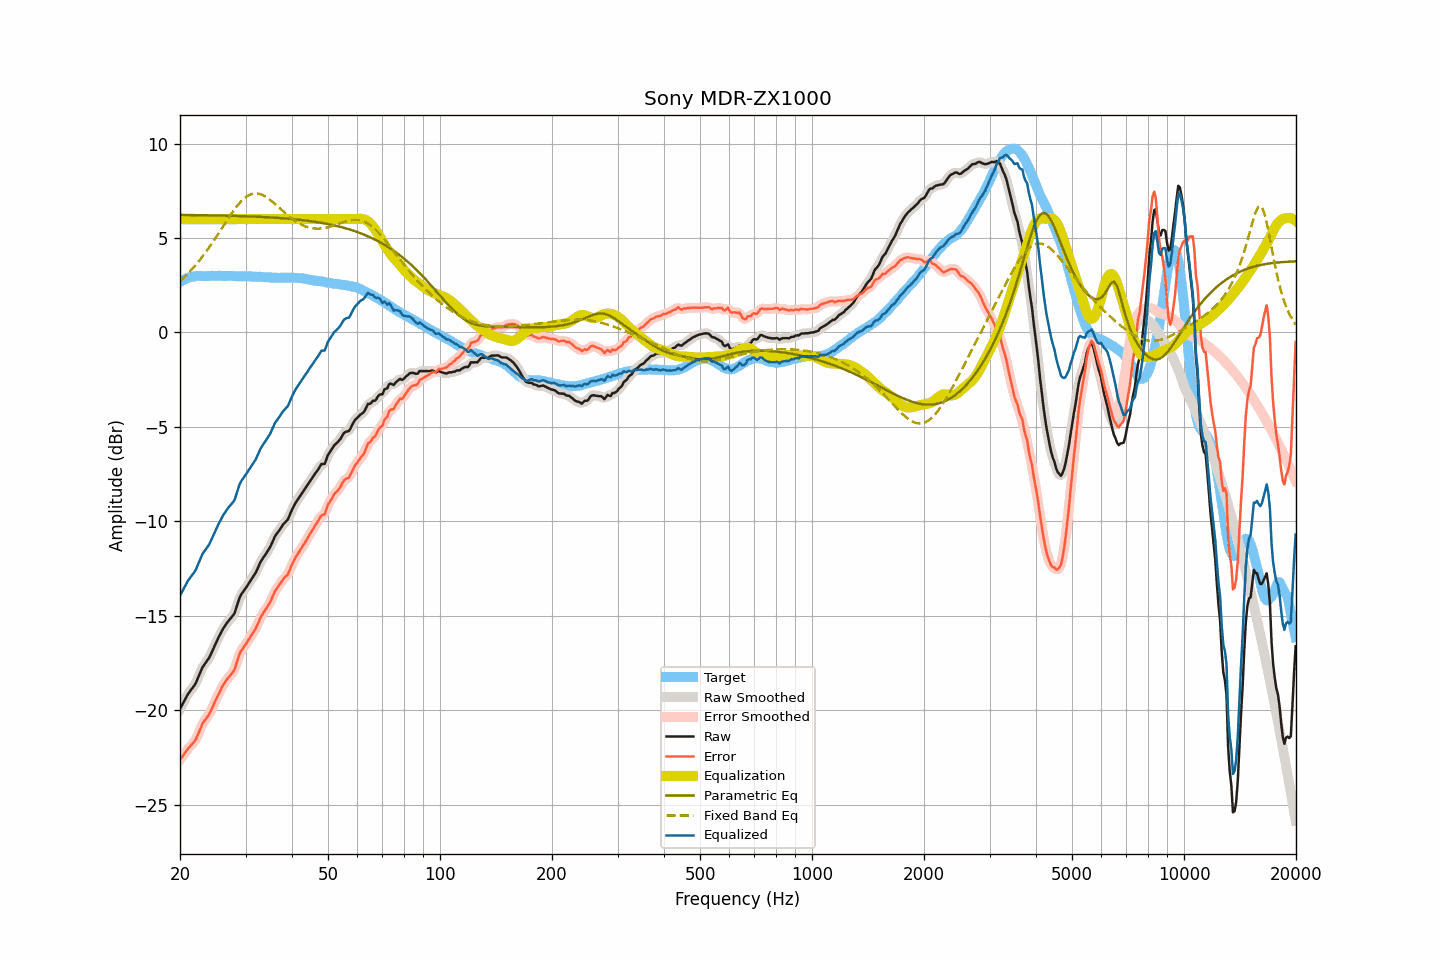 Sony MDR-ZX1000
10
5
0
−5
−10
−15
−20
−25
Amplitude (dBr)
Target
Raw Smoothed
Error Smoothed
Raw
Error
Equalization
Parametric Eq
Fixed Band Eq
Equalized
20 50 100 200 500 1000 2000 5000 10000 20000
Frequency (Hz)